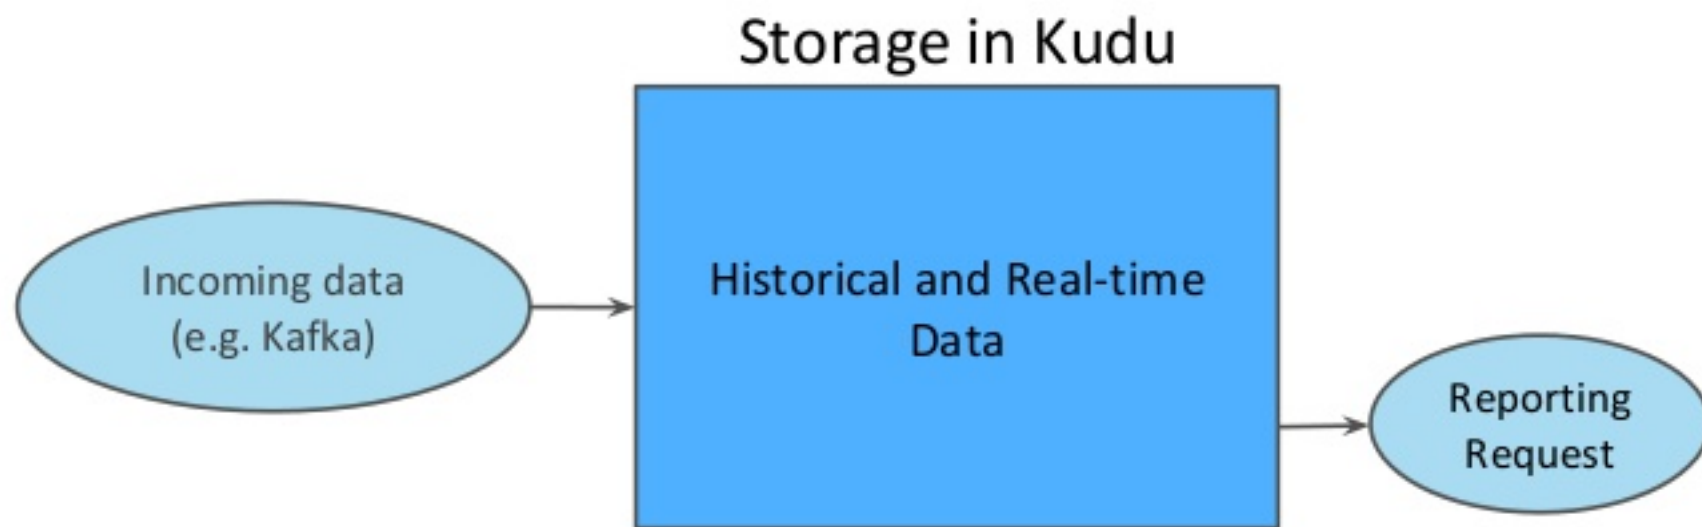 Storage in Kudu
Incoming data
(e.g. Kafka)
Historical and Real-time
Data
Reporting
Request